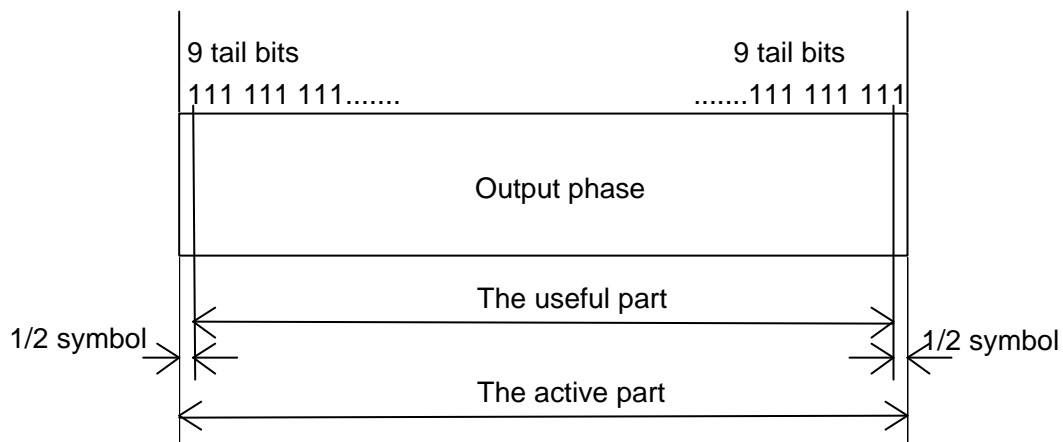 9 tail bits 9 tail bits
111 111 111....... .......111 111 111
Output phase
The useful part
1/2 symbol 1/2 symbol
The active part